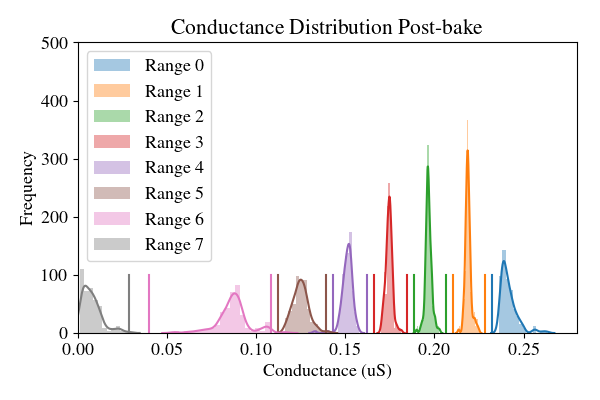 Conductance Distribution Post-bake
500
400
300
200
100
0
Frequency
Range 0
Range 1
Range 2
Range 3
Range 4
Range 5
Range 6
Range 7
0.00 0.05 0.10 0.15 0.20 0.25
Conductance (uS)